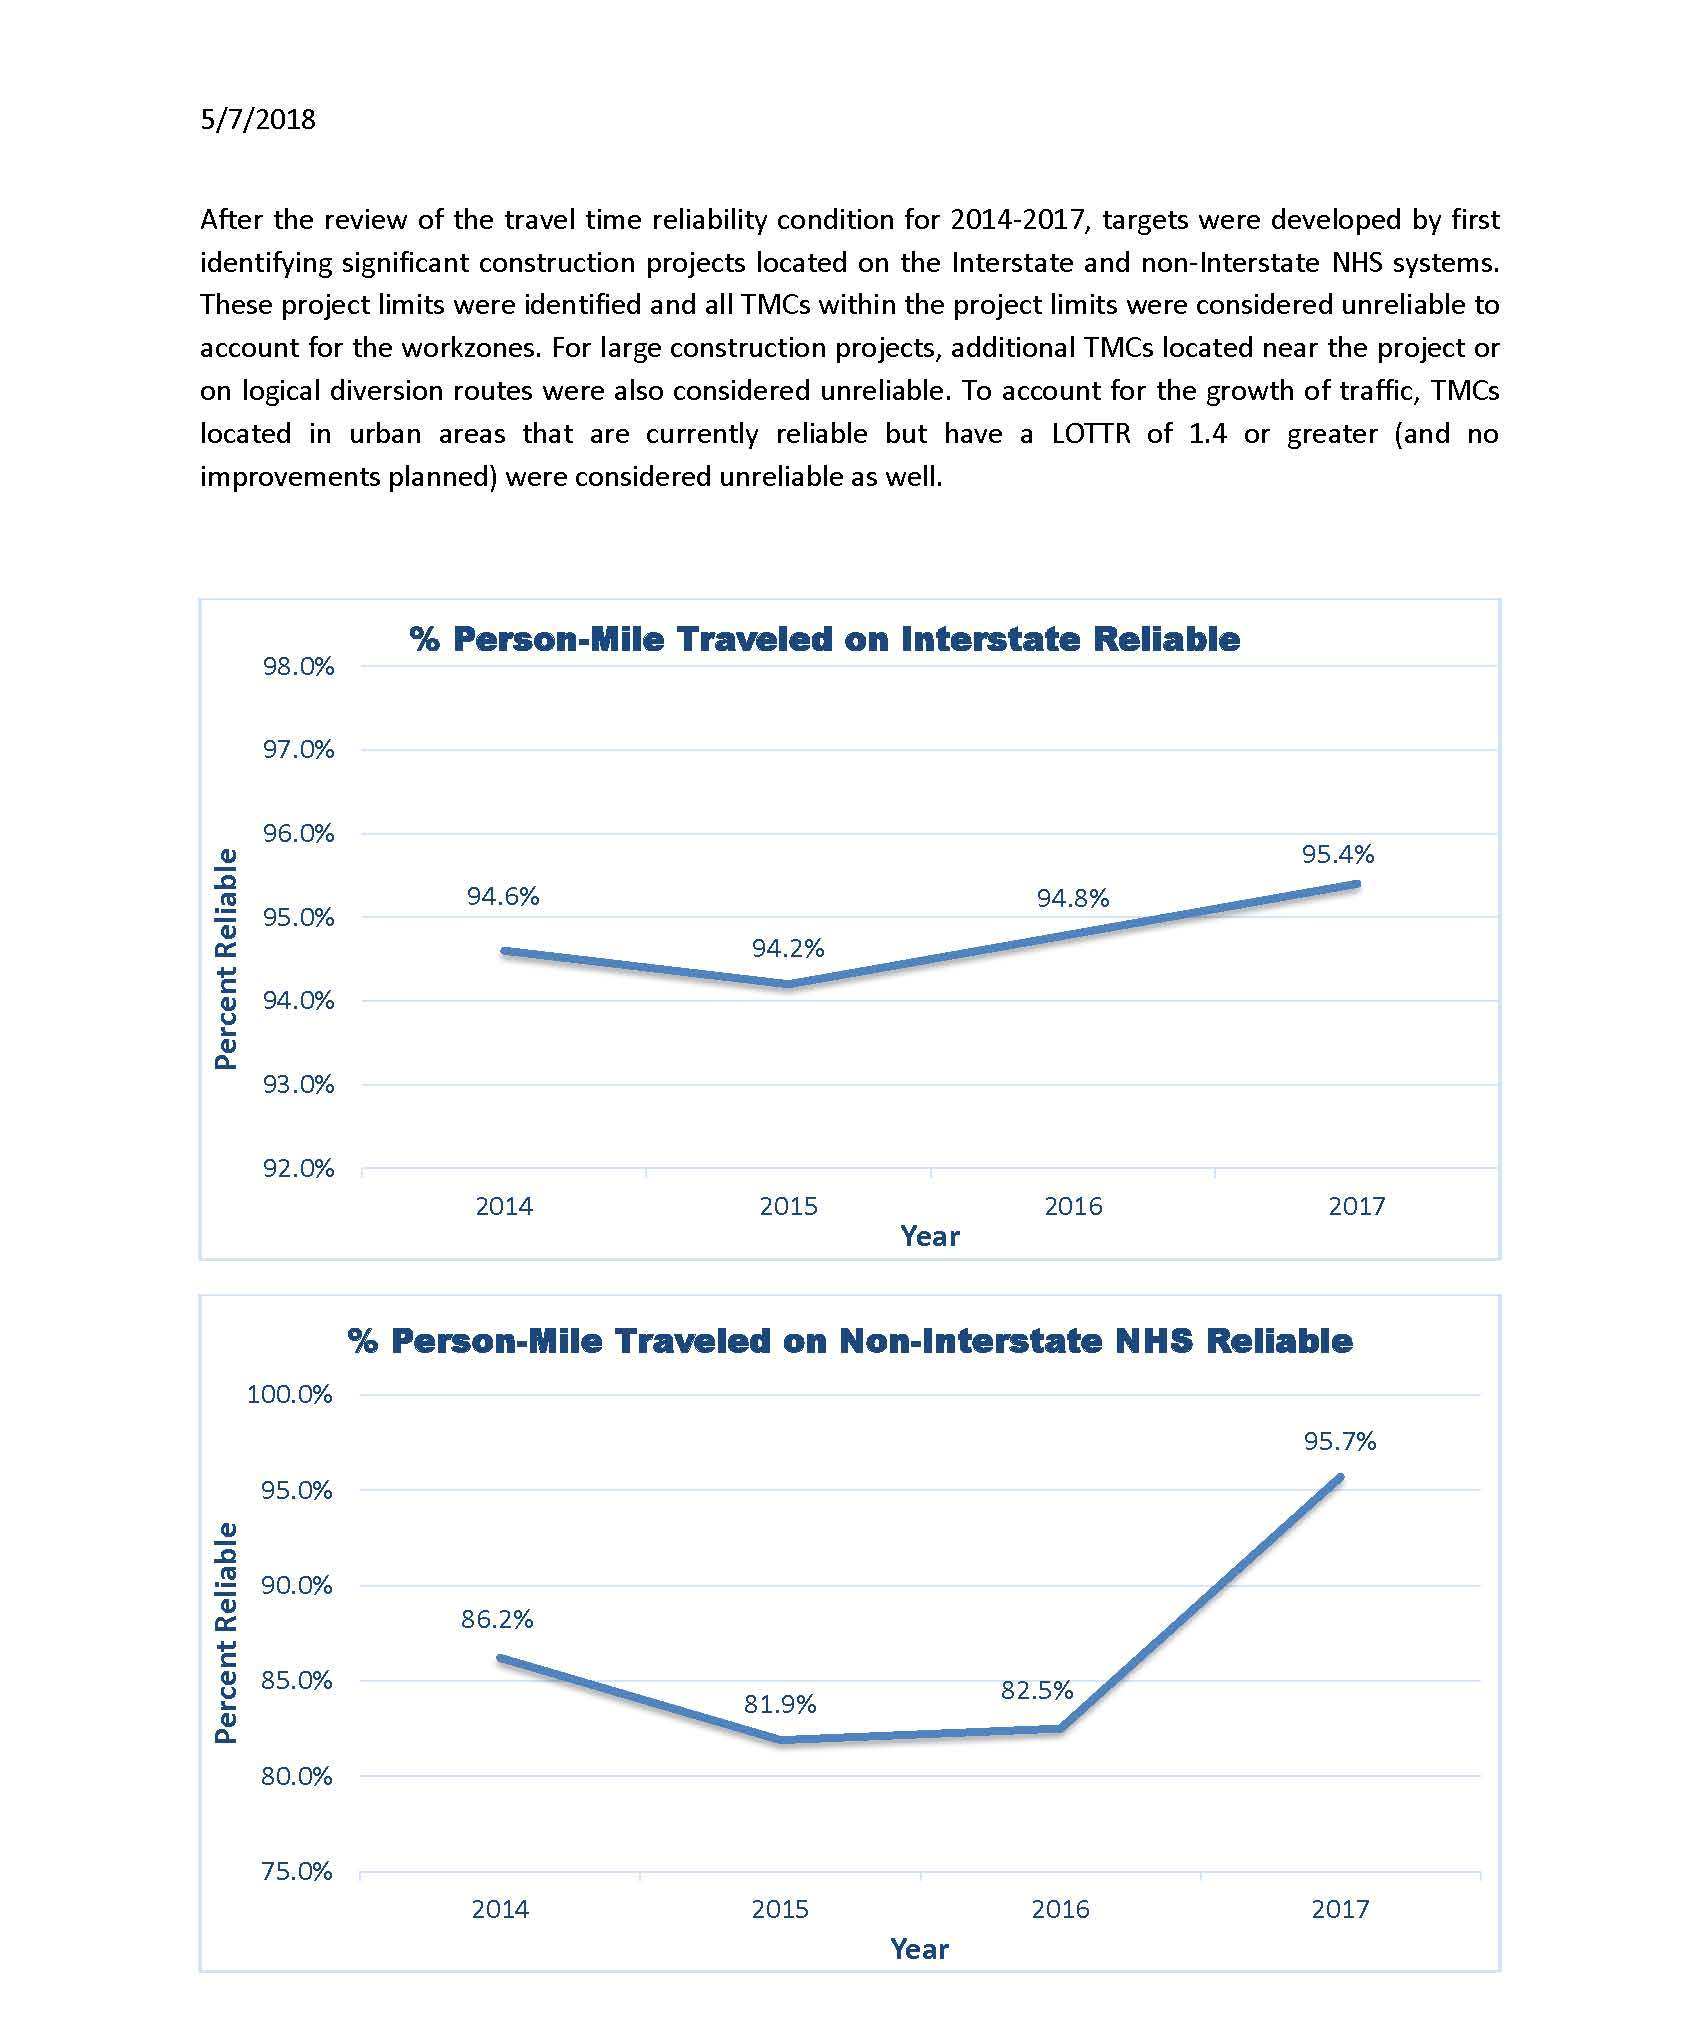 5/7/2018
After the review of the travel time reliability condition for 2014-2017, targets were developed by first
identifying significant construction projects located on the Interstate and non-Interstate NHS systems.
These project limits were identified and all TMCs within the project limits were considered unreliable to
account for the workzones. For large construction projects, additional TMCs located near the project or
on logical diversion routes were also considered unreliable. To account for the growth of traffic, TMCs
located in urban areas that are currently reliable but have a LOTTR of 1.4 or greater (and no
improvements planned) were considered unreliable as well.
% Person-Mile Traveled on Interstate Reliable
98.0%
97.0%
96.0%
95.0%
94.0%
93.0%
92.0%
Percent Reliable
94.6%
94.2%
94.8%
95.4%
2014 2015 2016 2017
Year
% Person-Mile Traveled on Non-Interstate NHS Reliable
100.0%
95.0%
90.0%
85.0%
80.0%
75.0%
Percent Reliable
86.2%
81.9%
82.5%
95.7%
2014 2015 2016 2017
Year